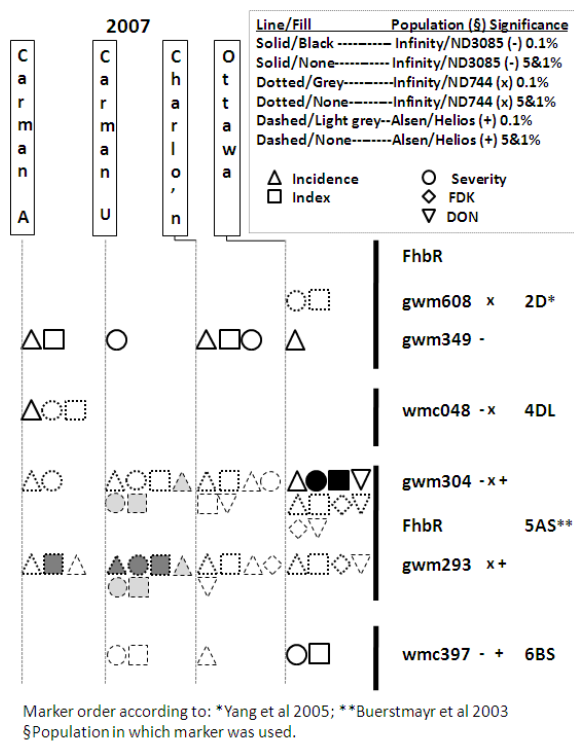 2007
Carman A
Carman U
Charlo'n
Ottawa
Line/Fill Population (§) Significance
Solid/Black ---------- Infinity/ND3085 (-) 0.1%
Solid/None ---------- Infinity/ND3085 (-) 5&1%
Dotted/Grey--------- Infinity/ND744 (x) 0.1%
Dotted/None--------- Infinity/ND744 (x) 5&1%
Dashed/Light grey--Alsen/Helios (+) 0.1%
Dashed/None-------Alsen/Helios (+) 5&1%
Incidence Severity
Index FDK
DON
FhbR
gwm608 x 2D*
gwm349 -
wmc048 -x 4DL
gwm304 -x+
FhbR 5AS**
gwm293 x+
wmc397 - + 6BS
Marker order according to: *Yang et al 2005; **Buerstmayr et al 2003
§Population in which marker was used.